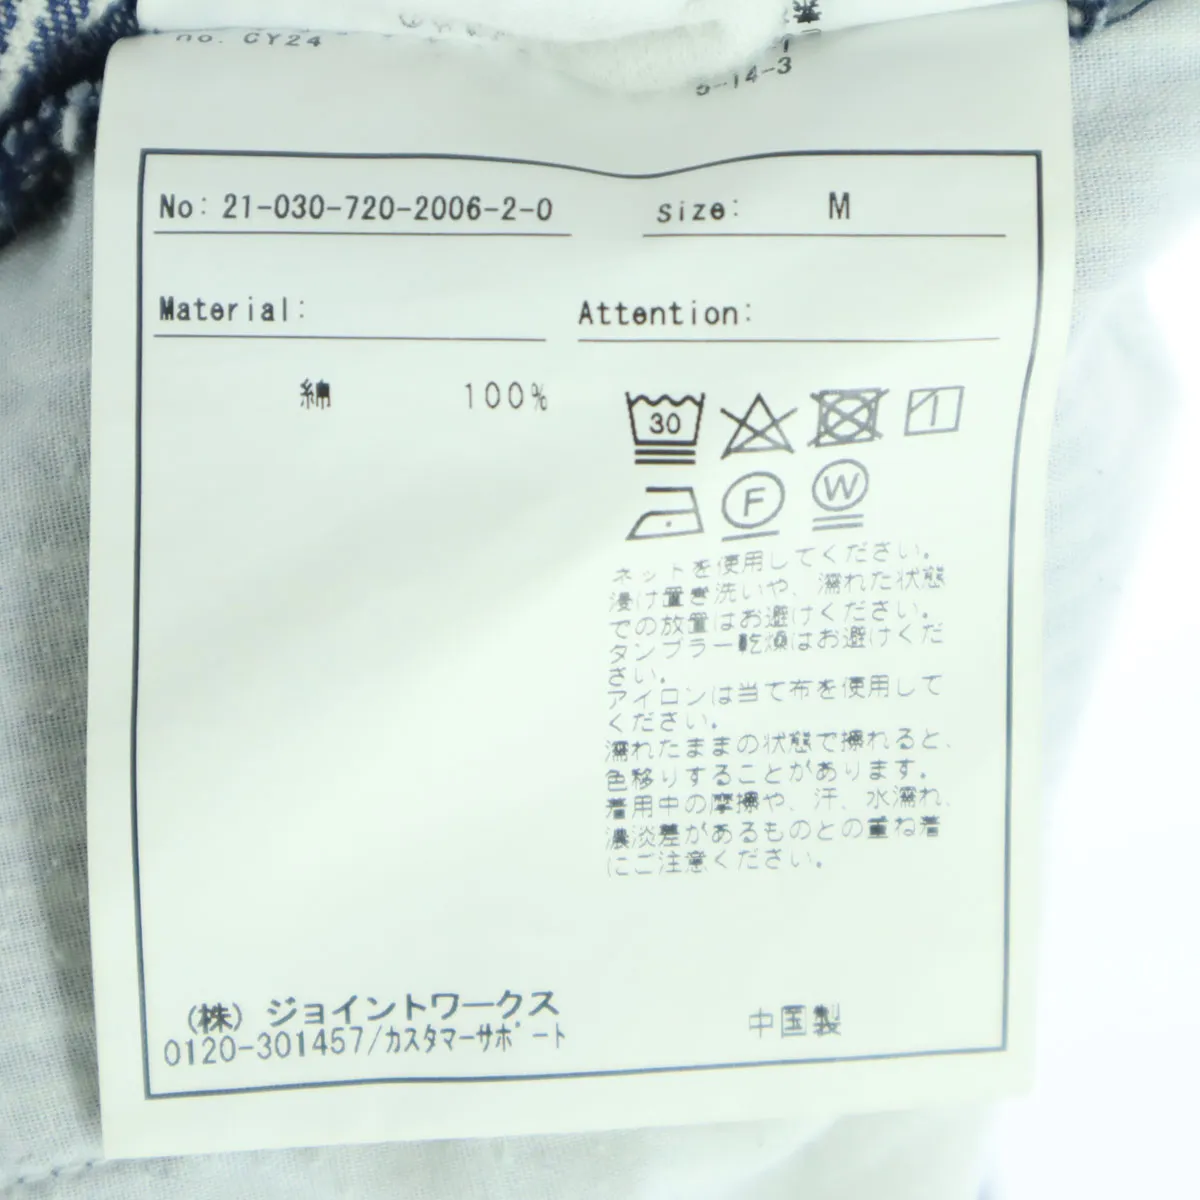 no. CY24
5-14-3
No: 21-030-720-2006-2-0
size: M
Material:
Attention:
綿 100%
30
F
W
ネットを使用してください。
浸け置き洗いや、濡れた状態
での放置はお避けください。
タンブラー乾燥はお避けくだ
さい。
アイロンは当て布を使用して
ください。
濡れたままの状態で擦れると、
色移りすることがあります。
着用中の摩擦や、汗、水濡れ、
濃淡差があるものとの重ね着
にご注意ください。
(株) ジョイントワークス
0120-301457/カスタマーサポート
中国製